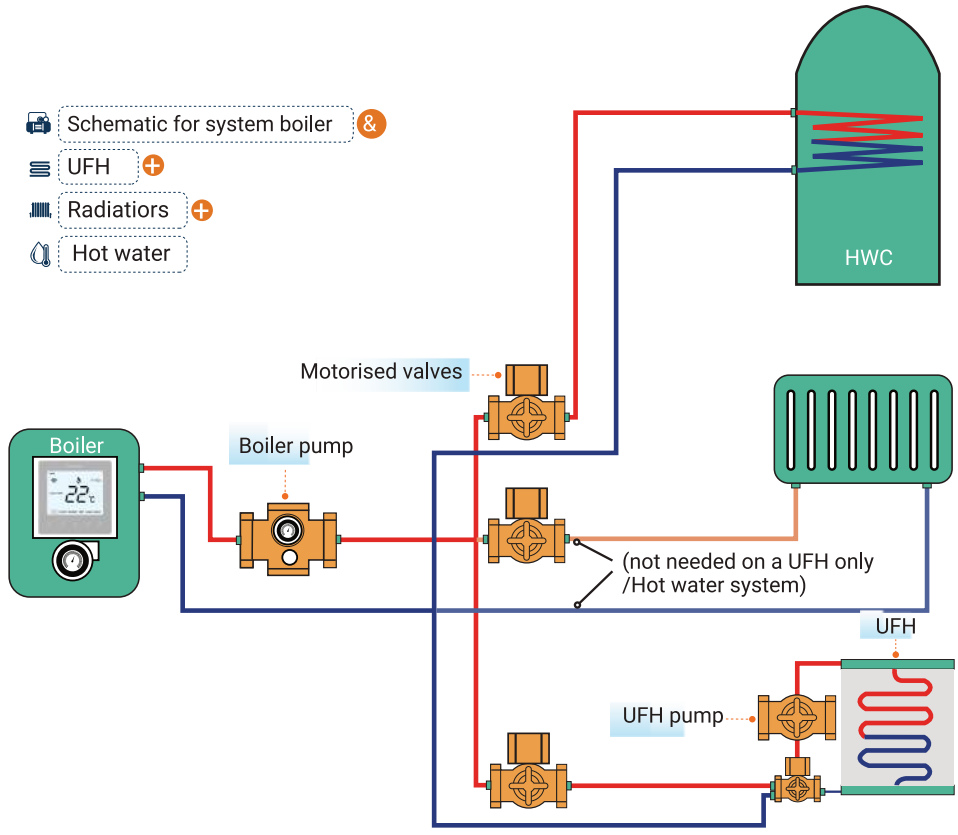 Schematic for system boiler &
UFH +
Radiatiors +
Hot water
HWC
Motorised valves
Boiler
22°C
Boiler pump
(not needed on a UFH only
/Hot water system)
UFH
UFH pump